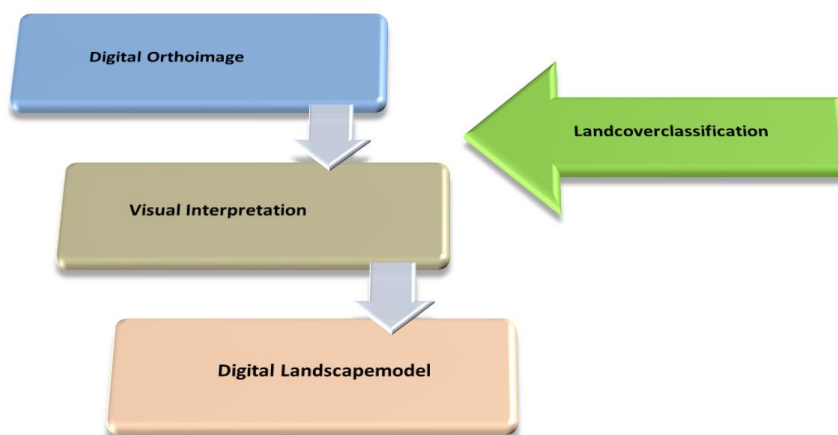 Digital Orthoimage
Landcoverclassification
Visual Interpretation
Digital Landscapemodel